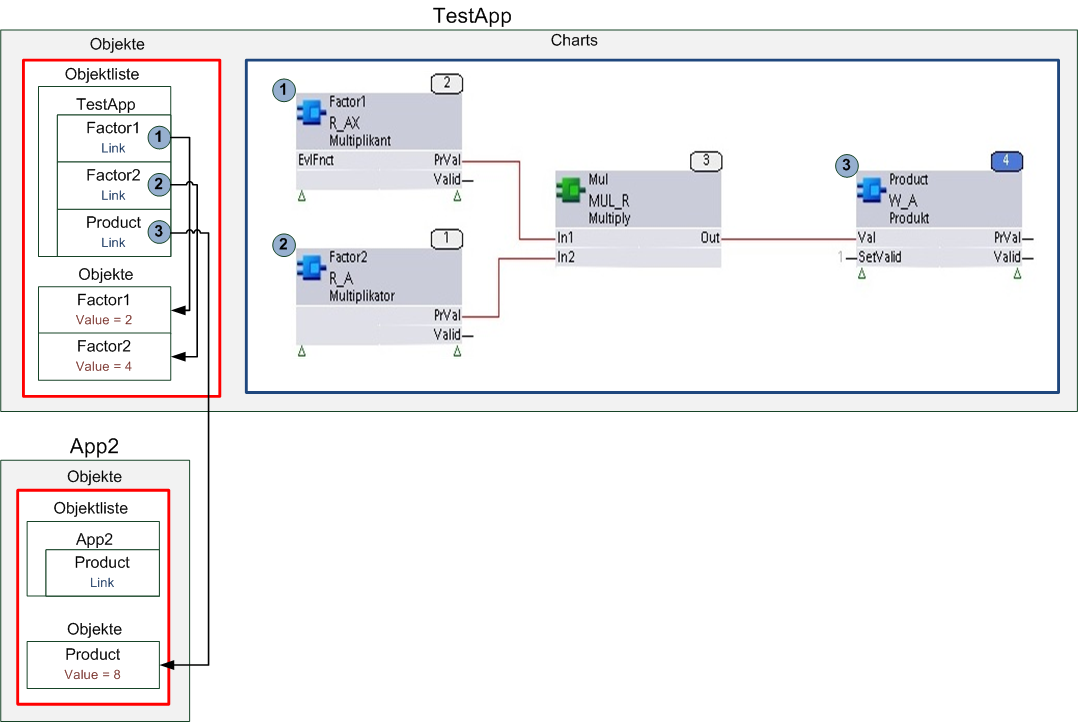 TestApp
Objekte
Objektliste
TestApp
Factor1
Link
1
Factor2
Link
2
Product
Link
3
Objekte
Factor1
Value = 2
Factor2
Value = 4
Charts
1
2
Factor1
R_AX
Multiplikant
EvlFnct PrVal
Valid
2
1
Factor2
R_A
Multiplikator
PrVal
Valid
3
Mul
MUL_R
Multiply
In1 Out
In2
3
4
Product
W_A
Produkt
Val PrVal
1 SetValid Valid
App2
Objekte
Objektliste
App2
Product
Link
Objekte
Product
Value = 8